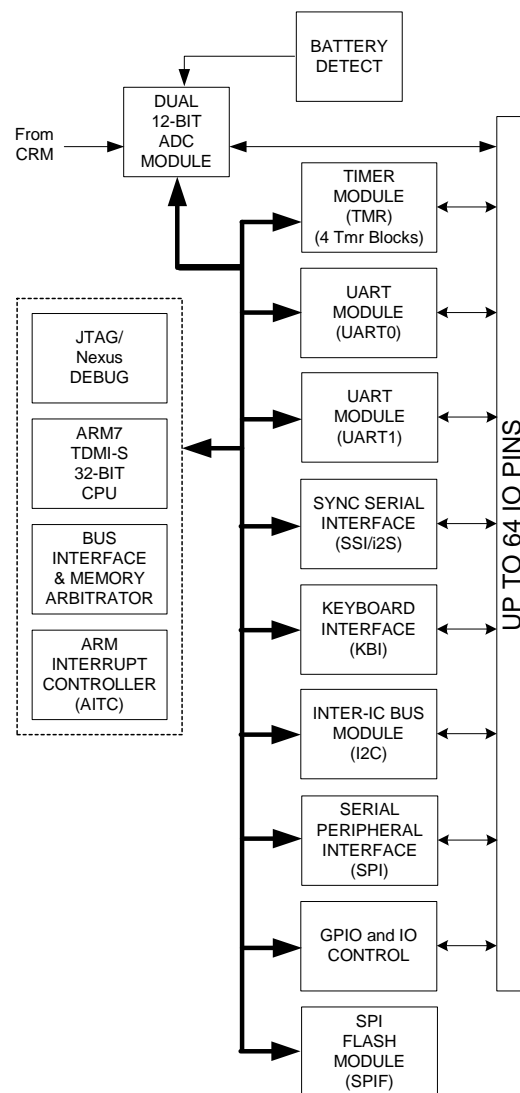 BATTERY
DETECT
DUAL
12-BIT
ADC
MODULE
From
CRM
TIMER
MODULE
(TMR)
(4 Tmr Blocks)
UART
MODULE
(UART0)
UART
MODULE
(UART1)
SYNC SERIAL
INTERFACE
(SSI/i2S)
KEYBOARD
INTERFACE
(KBI)
INTER-IC BUS
MODULE
(I2C)
SERIAL
PERIPHERAL
INTERFACE
(SPI)
GPIO and IO
CONTROL
SPI
FLASH
MODULE
(SPIF)
JTAG/
Nexus
DEBUG
ARM7
TDMI-S
32-BIT
CPU
BUS
INTERFACE
& MEMORY
ARBITRATOR
ARM
INTERRUPT
CONTROLLER
(AITC)
UP TO 64 IO PINS